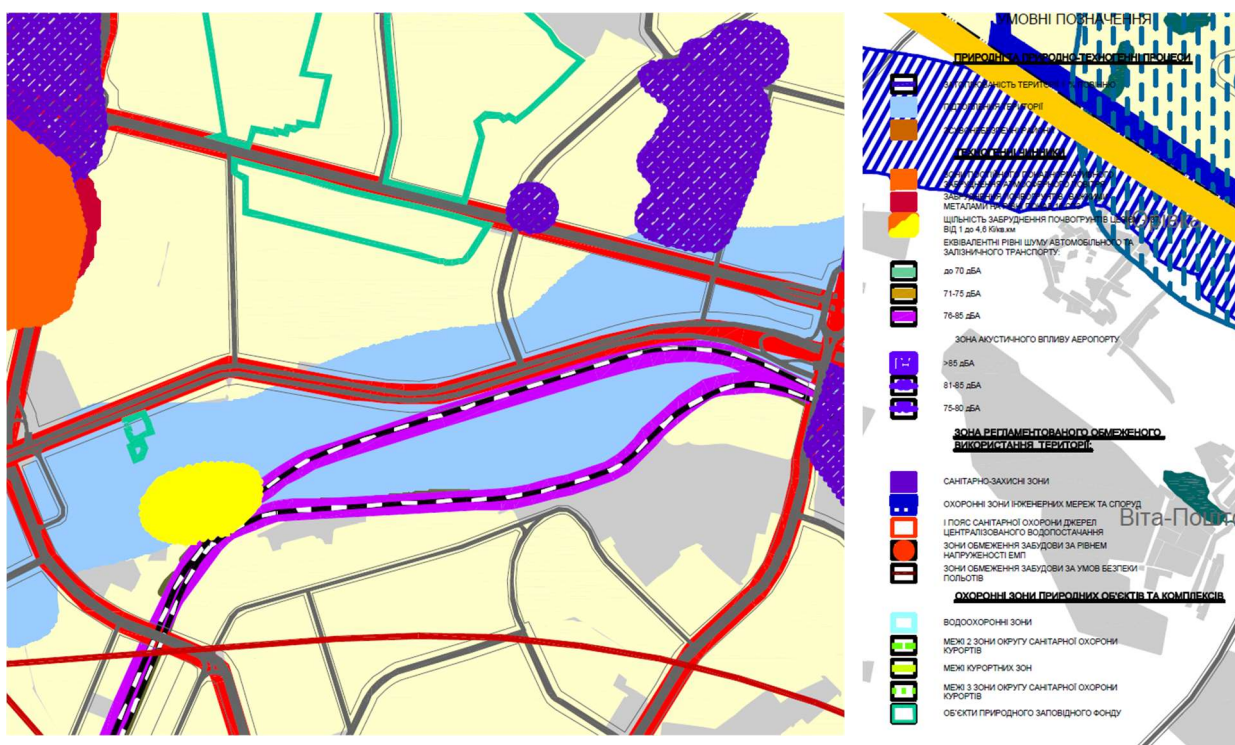 УМОВНІ ПОЗНАЧЕННЯ
ПРИРОДНІ ТА ПРИРОДНО-ТЕХНОГЕННІ ПРОЦЕСИ
ПІДТОПЛЕННЯ ТЕРИТОРІЇ
ТЕХНОГЕННІ ЧИННИКИ
МЕТАЛАМИ
ЩІЛЬНІСТЬ ЗАБРУДНЕННЯ ПОЧВОГРУНТІВ
ВІД 1 до 4,6 Кі/кв.км
ЕКВІВАЛЕНТНІ РІВНІ ШУМУ АВТОМОБІЛЬНОГО ТА
ЗАЛІЗНИЧНОГО ТРАНСПОРТУ:
до 70 дБА
71-75 дБА
76-85 дБА
ЗОНА АКУСТИЧНОГО ВПЛИВУ АЕРОПОРТУ
>85 дБА
81-85 дБА
75-80 дБА
ЗОНА РЕГЛАМЕНТОВАНОГО ОБМЕЖЕНОГО
ВИКОРИСТАННЯ ТЕРИТОРІЇ:
САНІТАРНО-ЗАХИСНІ ЗОНИ
ОХОРОННІ ЗОНИ ІНЖЕНЕРНИХ МЕРЕЖ ТА СПОРУД
Віта-Пошто
І ПОЯС САНІТАРНОЇ ОХОРОНИ ДЖЕРЕЛ
ЦЕНТРАЛІЗОВАНОГО ВОДОПОСТАЧАННЯ
ЗОНИ ОБМЕЖЕННЯ ЗАБУДОВИ ЗА РІВНЕМ
НАПРУЖЕНОСТІ ЕМП
ЗОНИ ОБМЕЖЕННЯ ЗАБУДОВИ ЗА УМОВ БЕЗПЕКИ
ПОЛЬОТІВ
ОХОРОННІ ЗОНИ ПРИРОДНИХ ОБ'ЄКТІВ ТА КОМПЛЕКСІВ
ВОДООХОРОННІ ЗОНИ
МЕЖІ 2 ЗОНИ ОКРУГУ САНІТАРНОЇ ОХОРОНИ
КУРОРТІВ
МЕЖІ КУРОРТНИХ ЗОН
МЕЖІ 3 ЗОНИ ОКРУГУ САНІТАРНОЇ ОХОРОНИ
КУРОРТІВ
ОБ'ЄКТИ ПРИРОДНОГО ЗАПОВІДНОГО ФОНДУ